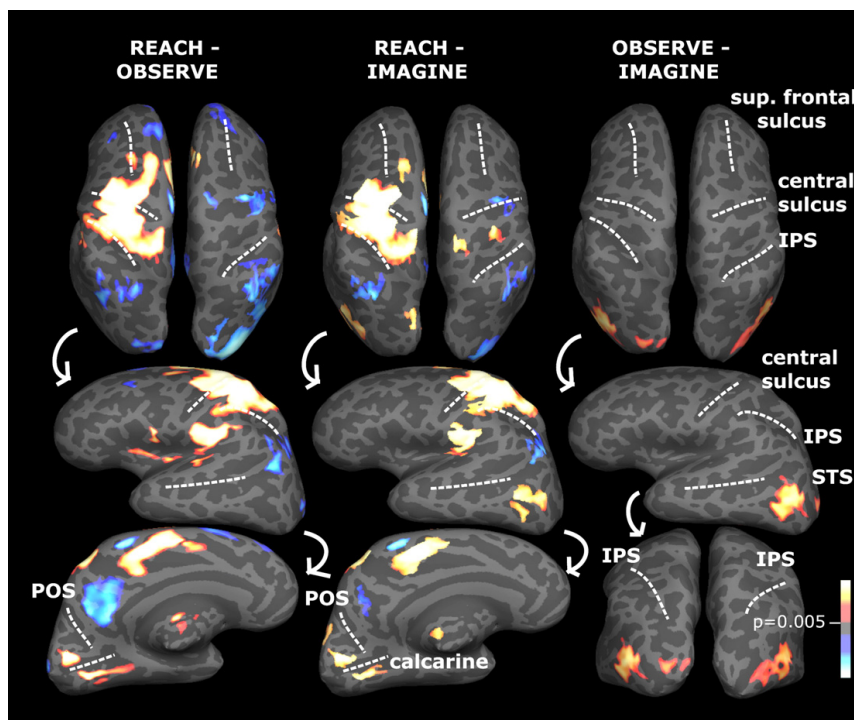 REACH -
OBSERVE
REACH -
IMAGINE
OBSERVE -
IMAGINE
sup. frontal
sulcus
central
sulcus
IPS
central
sulcus
IPS
STS
POS
POS
calcarine
IPS
IPS
p=0.005